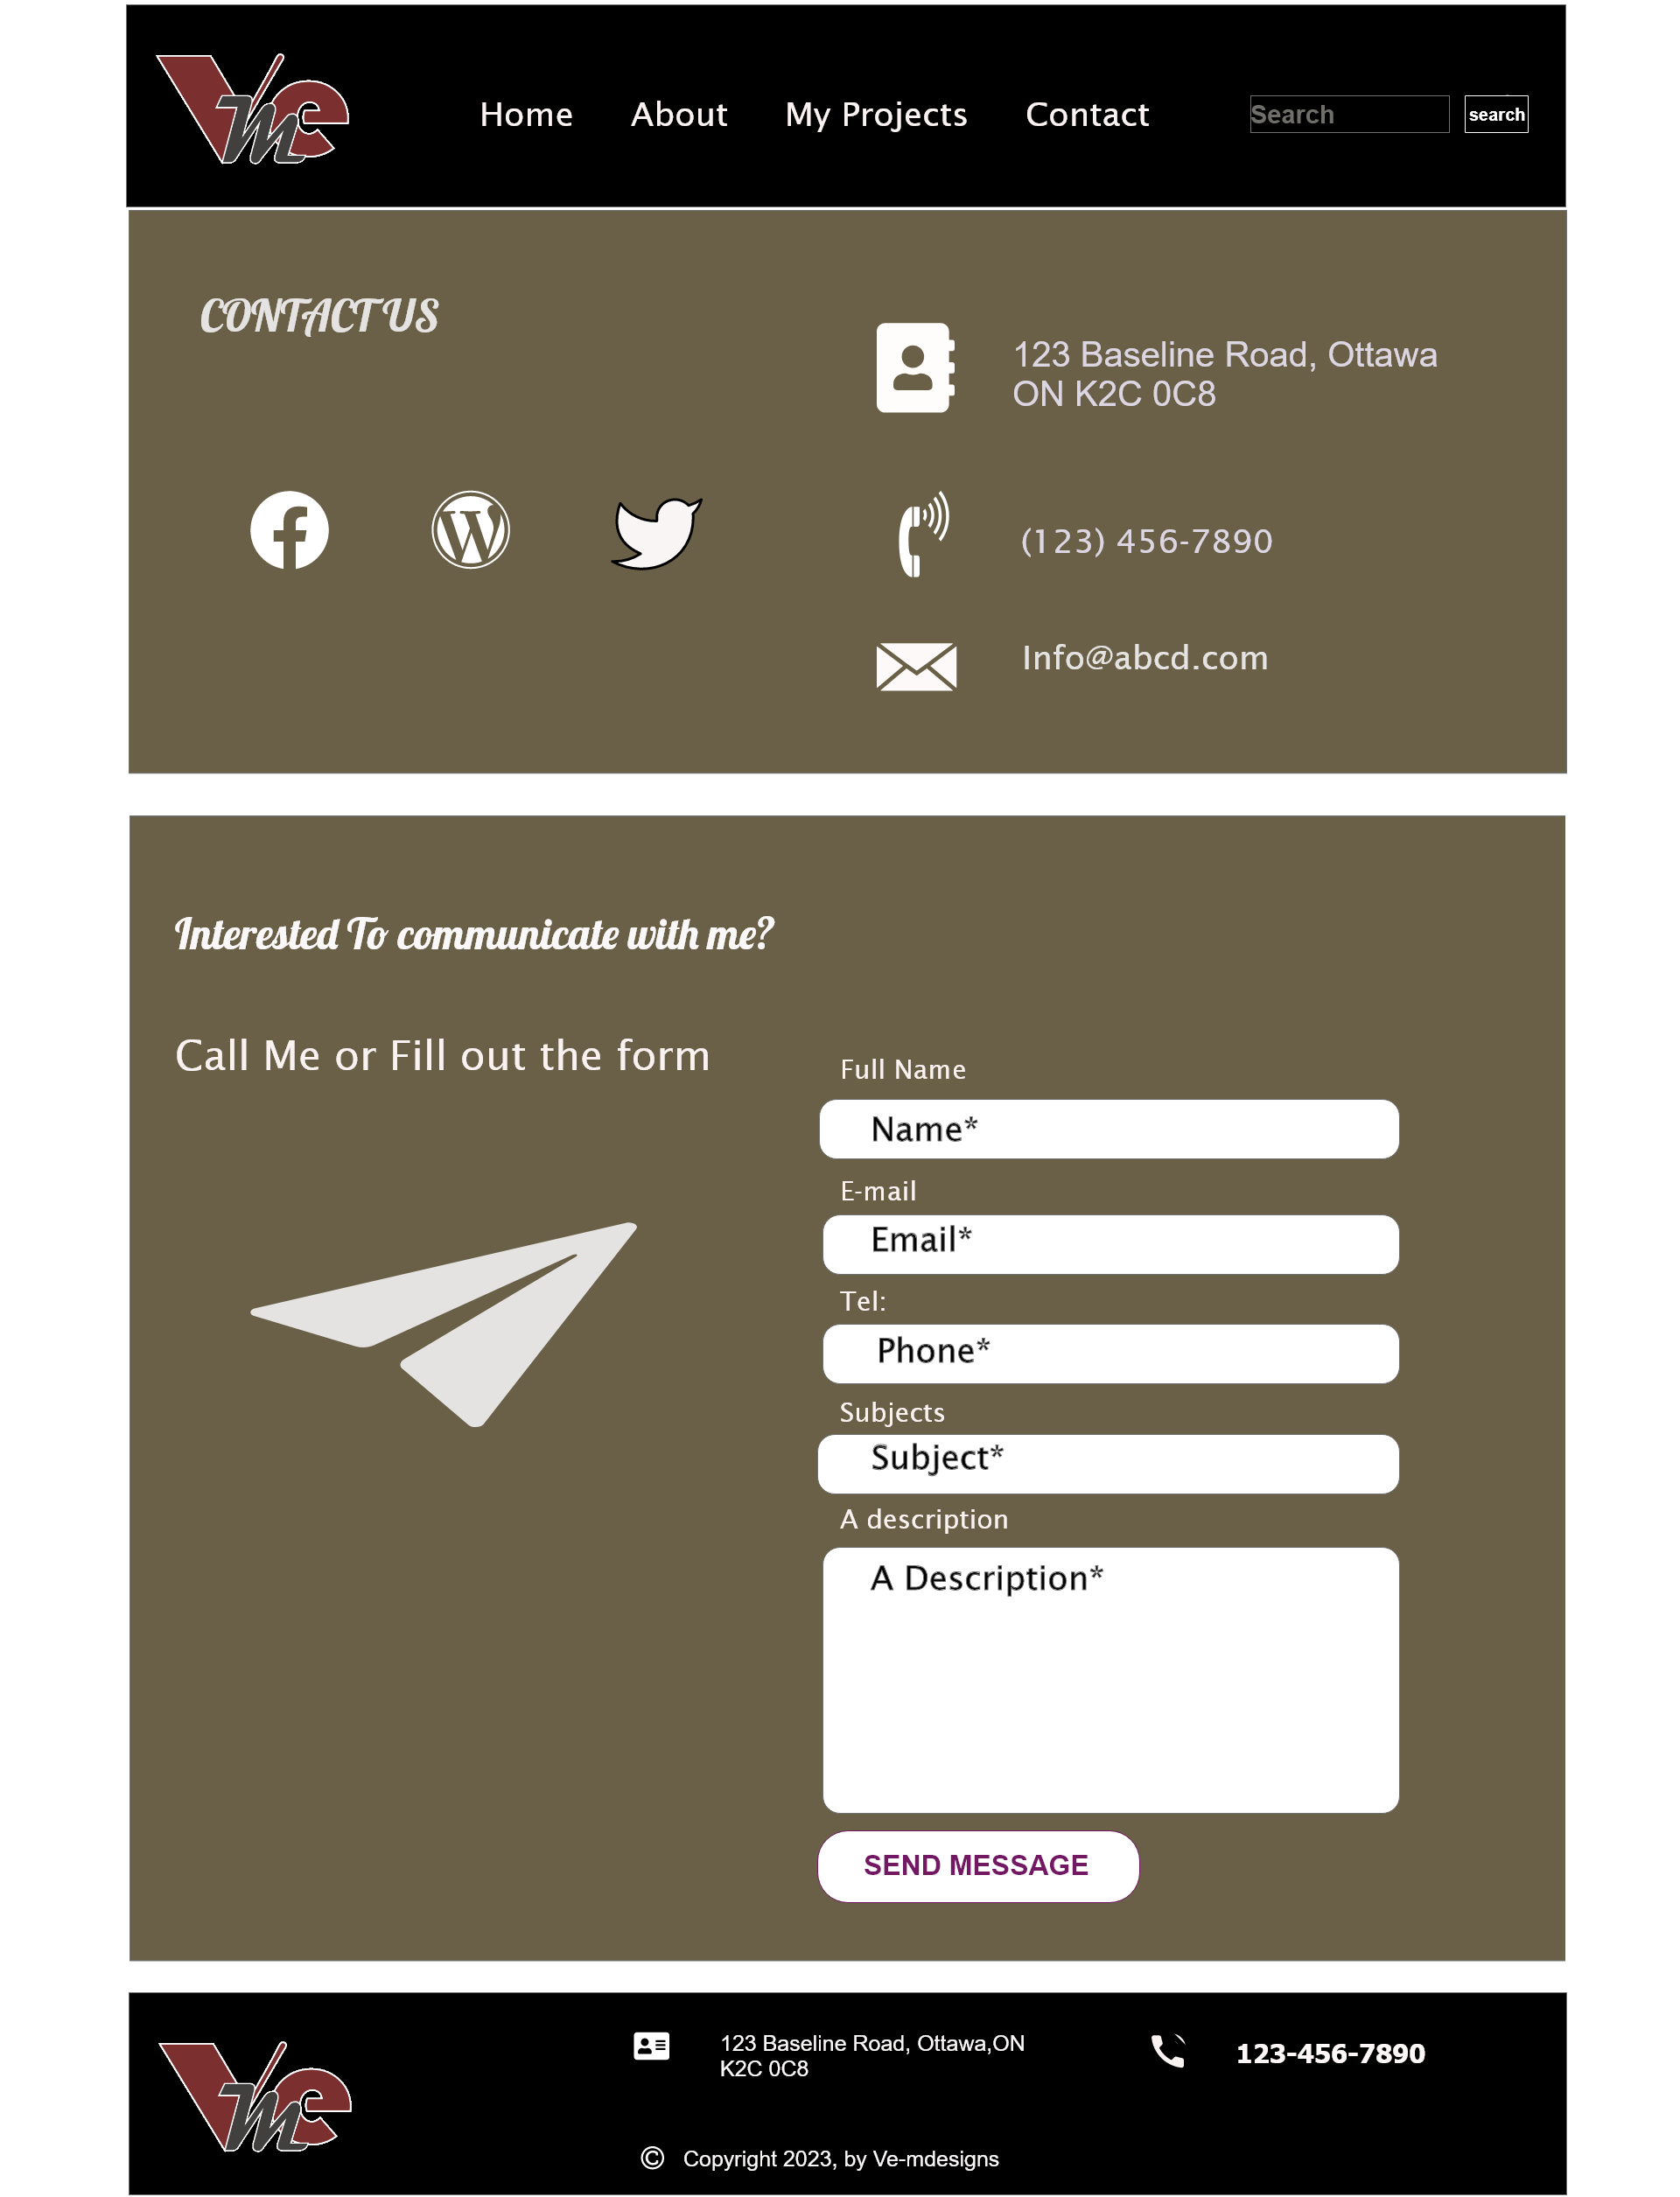 Vme
Home About My Projects Contact Search search
CONTACT US
123 Baseline Road, Ottawa
ON K2C 0C8
(123) 456-7890
Info@abcd.com
Interested To communicate with me?
Call Me or Fill out the form
Full Name
Name*
E-mail
Email*
Tel:
Phone*
Subjects
Subject*
A description
A Description*
SEND MESSAGE
Vme
123 Baseline Road, Ottawa,ON
K2C 0C8
123-456-7890
© Copyright 2023, by Ve-mdesigns